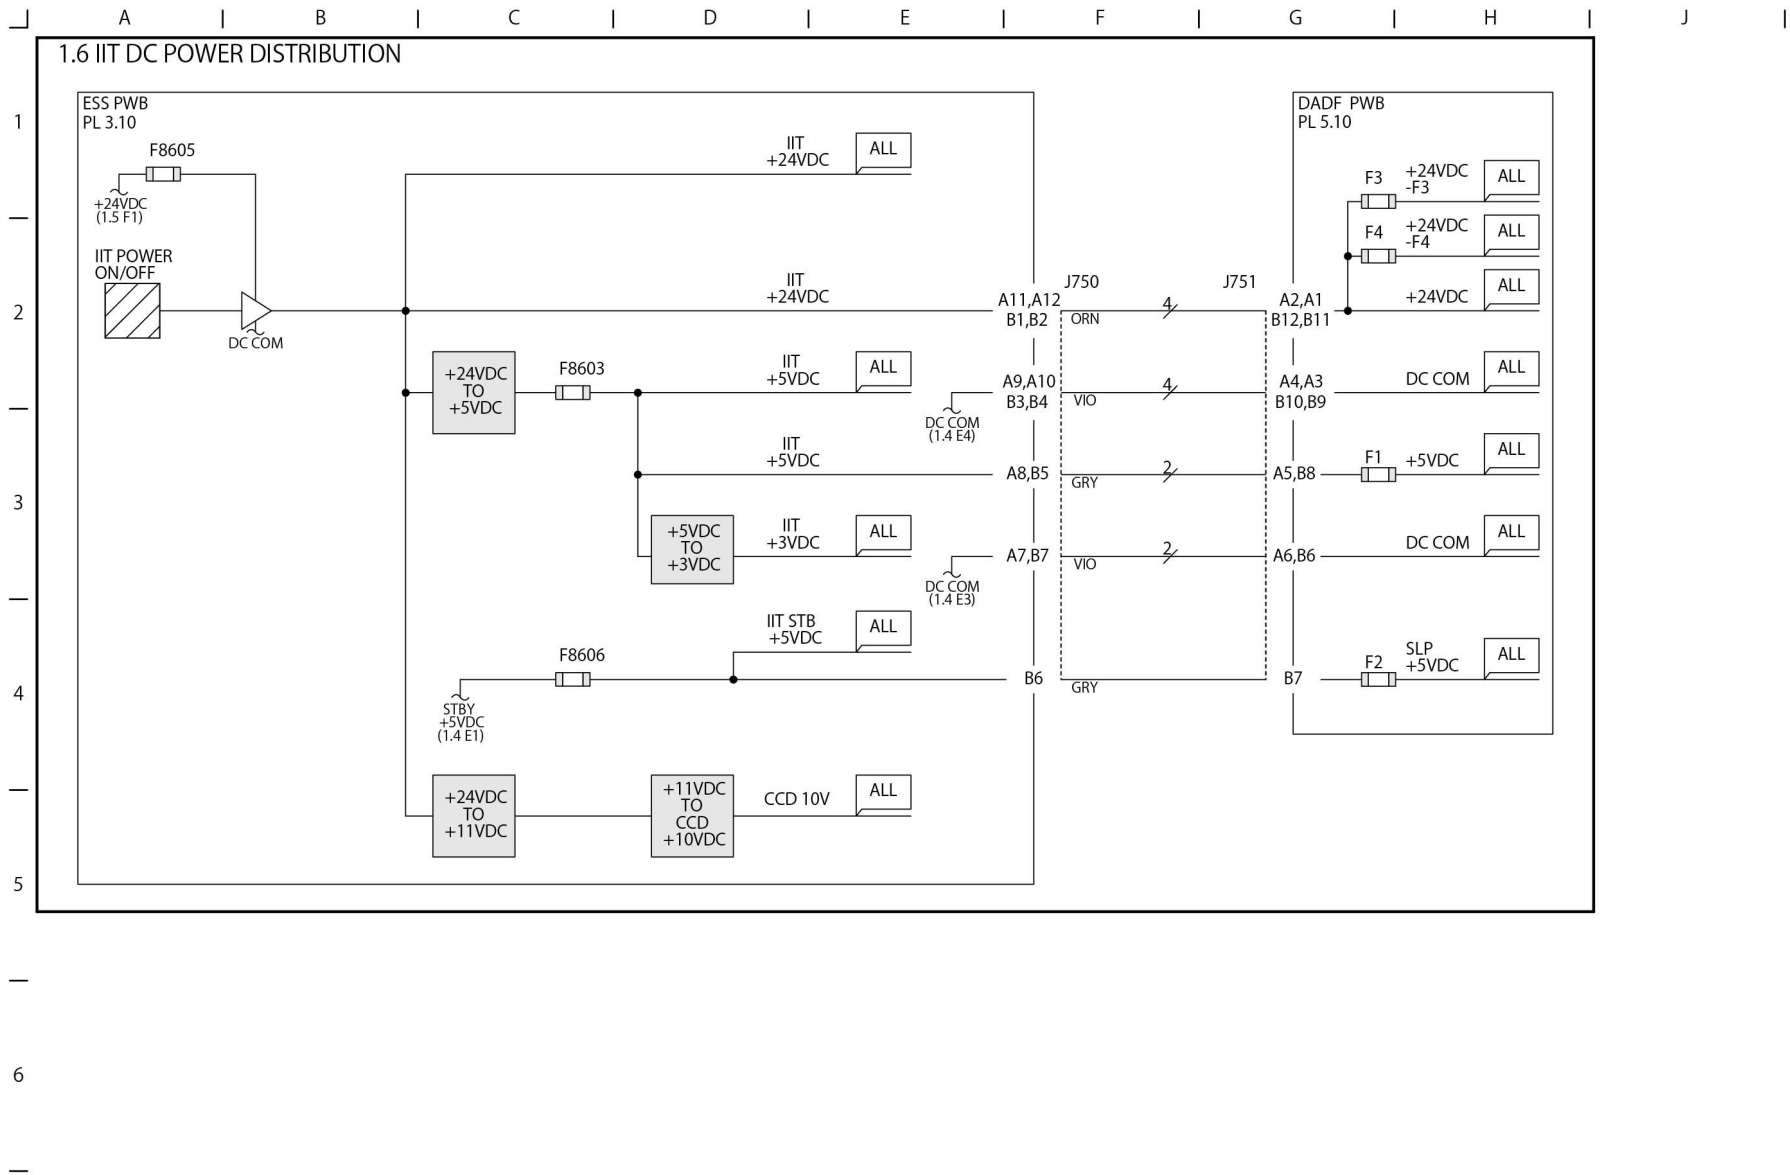 A B C D E F G H J
1.6 IIT DC POWER DISTRIBUTION
1
2
3
4
5
6
ESS PWB
PL 3.10
F8605
+24VDC
(1.5 F1)
IIT POWER
ON/OFF
DC COM
IIT
+24VDC
ALL
IIT
+24VDC
+24VDC
TO
+5VDC
F8603
IIT
+5VDC
ALL
IIT
+5VDC
+5VDC
TO
+3VDC
IIT
+3VDC
ALL
IIT STB
+5VDC
ALL
F8606
STBY
+5VDC
(1.4 E1)
+24VDC
TO
+11VDC
+11VDC
TO
CCD
+10VDC
CCD 10V
ALL
DC COM
(1.4 E4)
DC COM
(1.4 E3)
J750
J751
A11,A12
B1,B2
ORN
4
A2,A1
B12,B11
A9,A10
B3,B4
VIO
4
A4,A3
B10,B9
A8,B5
GRY
2
A5,B8
A7,B7
VIO
2
A6,B6
B6
GRY
B7
DADF PWB
PL 5.10
F3
+24VDC
-F3
ALL
F4
+24VDC
-F4
ALL
+24VDC
ALL
DC COM
ALL
F1
+5VDC
ALL
DC COM
ALL
F2
SLP
+5VDC
ALL